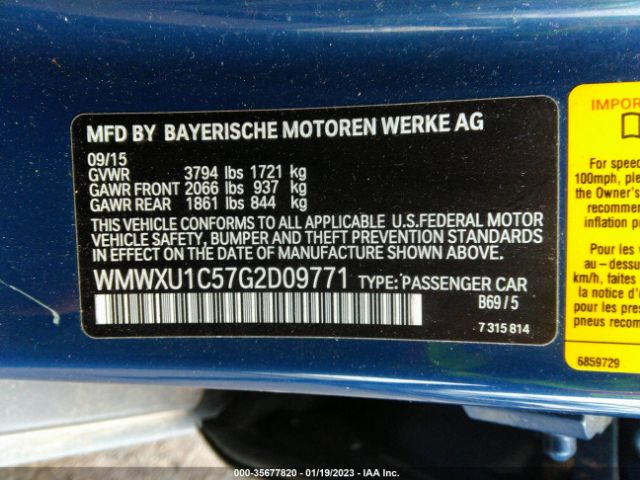 MFD BY BAYERISCHE MOTOREN WERKE AG
09/15
GVWR 3794 lbs 1721 kg
GAWR FRONT 2066 lbs 937 kg
GAWR REAR 1861 lbs 844 kg
THIS VEHICLE CONFORMS TO ALL APPLICABLE U.S.FEDERAL MOTOR
VEHICLE SAFETY, BUMPER AND THEFT PREVENTION STANDARDS
IN EFFECT ON THE DATE OF MANUFACTURE SHOWN ABOVE.
WMWXU1C57G2D09771 TYPE: PASSENGER CAR
B69/5
7 315 814
IMPOR
For speed
100mph, ple
the Owner's
recommen
inflation p
Pour les
au - dessu
km/h, veui
la notice d'
pour les pres
pneus recom
6859729
000-35677820 - 01/19/2023 - IAA Inc.